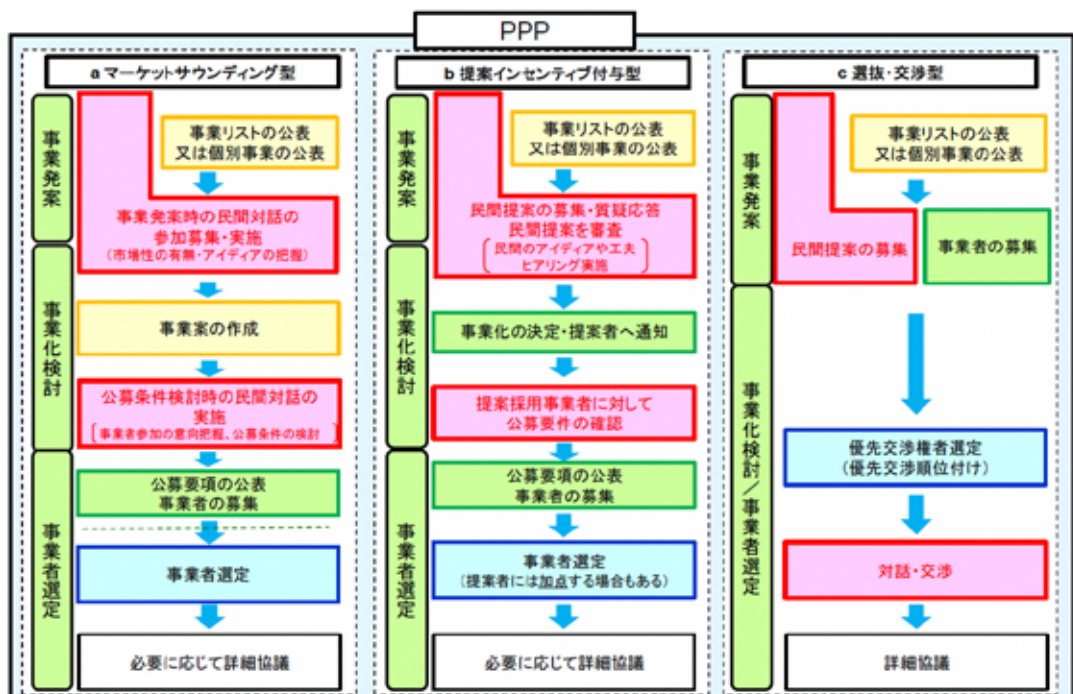 PPP
a マーケットサウンディング型
事業発案
事業リストの公表
又は個別事業の公表
事業発案時の民間対話の
参加募集・実施
(市場性の有無・アイディアの把握)
事業化検討
事業案の作成
公募条件検討時の民間対話の
実施
〔事業者参加の意向把握、公募条件の検討〕
事業者選定
公募要項の公表
事業者の募集
事業者選定
必要に応じて詳細協議
b 提案インセンティブ付与型
事業発案
事業リストの公表
又は個別事業の公表
民間提案の募集・質疑応答
民間提案を審査
〔民間のアイディアや工夫
ヒアリング実施〕
事業化検討
事業化の決定・提案者へ通知
提案採用事業者に対して
公募要件の確認
事業者選定
公募要項の公表
事業者の募集
事業者選定
(提案者には加点する場合もある)
必要に応じて詳細協議
c 選抜・交渉型
事業発案
事業リストの公表
又は個別事業の公表
民間提案の募集
事業者の募集
事業化検討/事業者選定
優先交渉権者選定
(優先交渉順位付け)
対話・交渉
詳細協議